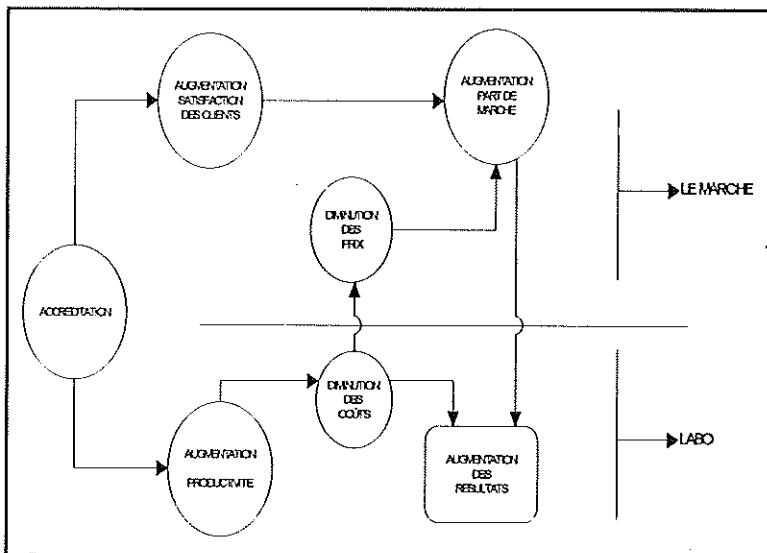 AUGMENTATION
SATISFACTION
DES CLIENTS
AUGMENTATION
PART DE
MARCHE
DIMINUTION
DES
PRIX
LE MARCHE
ACCREDITATION
DIMINUTION
DES
COÛTS
AUGMENTATION
PRODUCTIVITE
AUGMENTATION
DES
RESULTATS
LABO